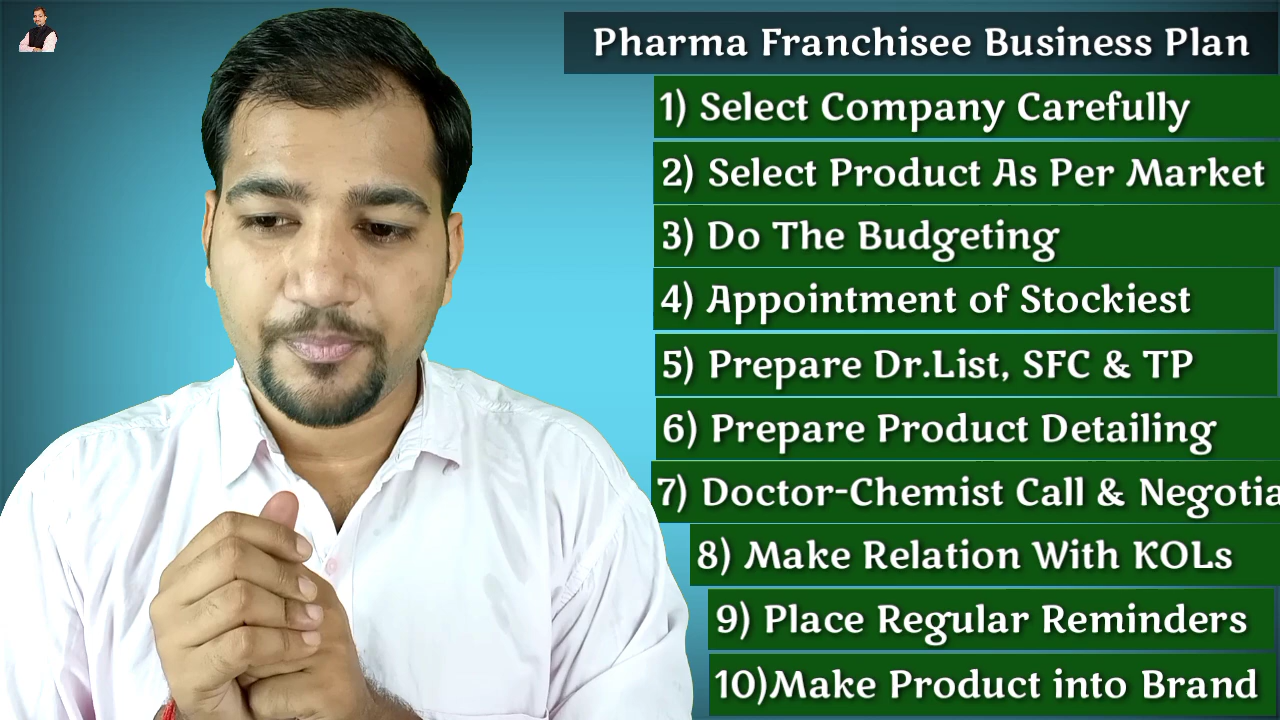 Pharma Franchisee Business Plan
1) Select Company Carefully
2) Select Product As Per Market
3) Do The Budgeting
4) Appointment of Stockiest
5) Prepare Dr.List, SFC & TP
6) Prepare Product Detailing
7) Doctor-Chemist Call & Negotia
8) Make Relation With KOLs
9) Place Regular Reminders
10)Make Product into Brand